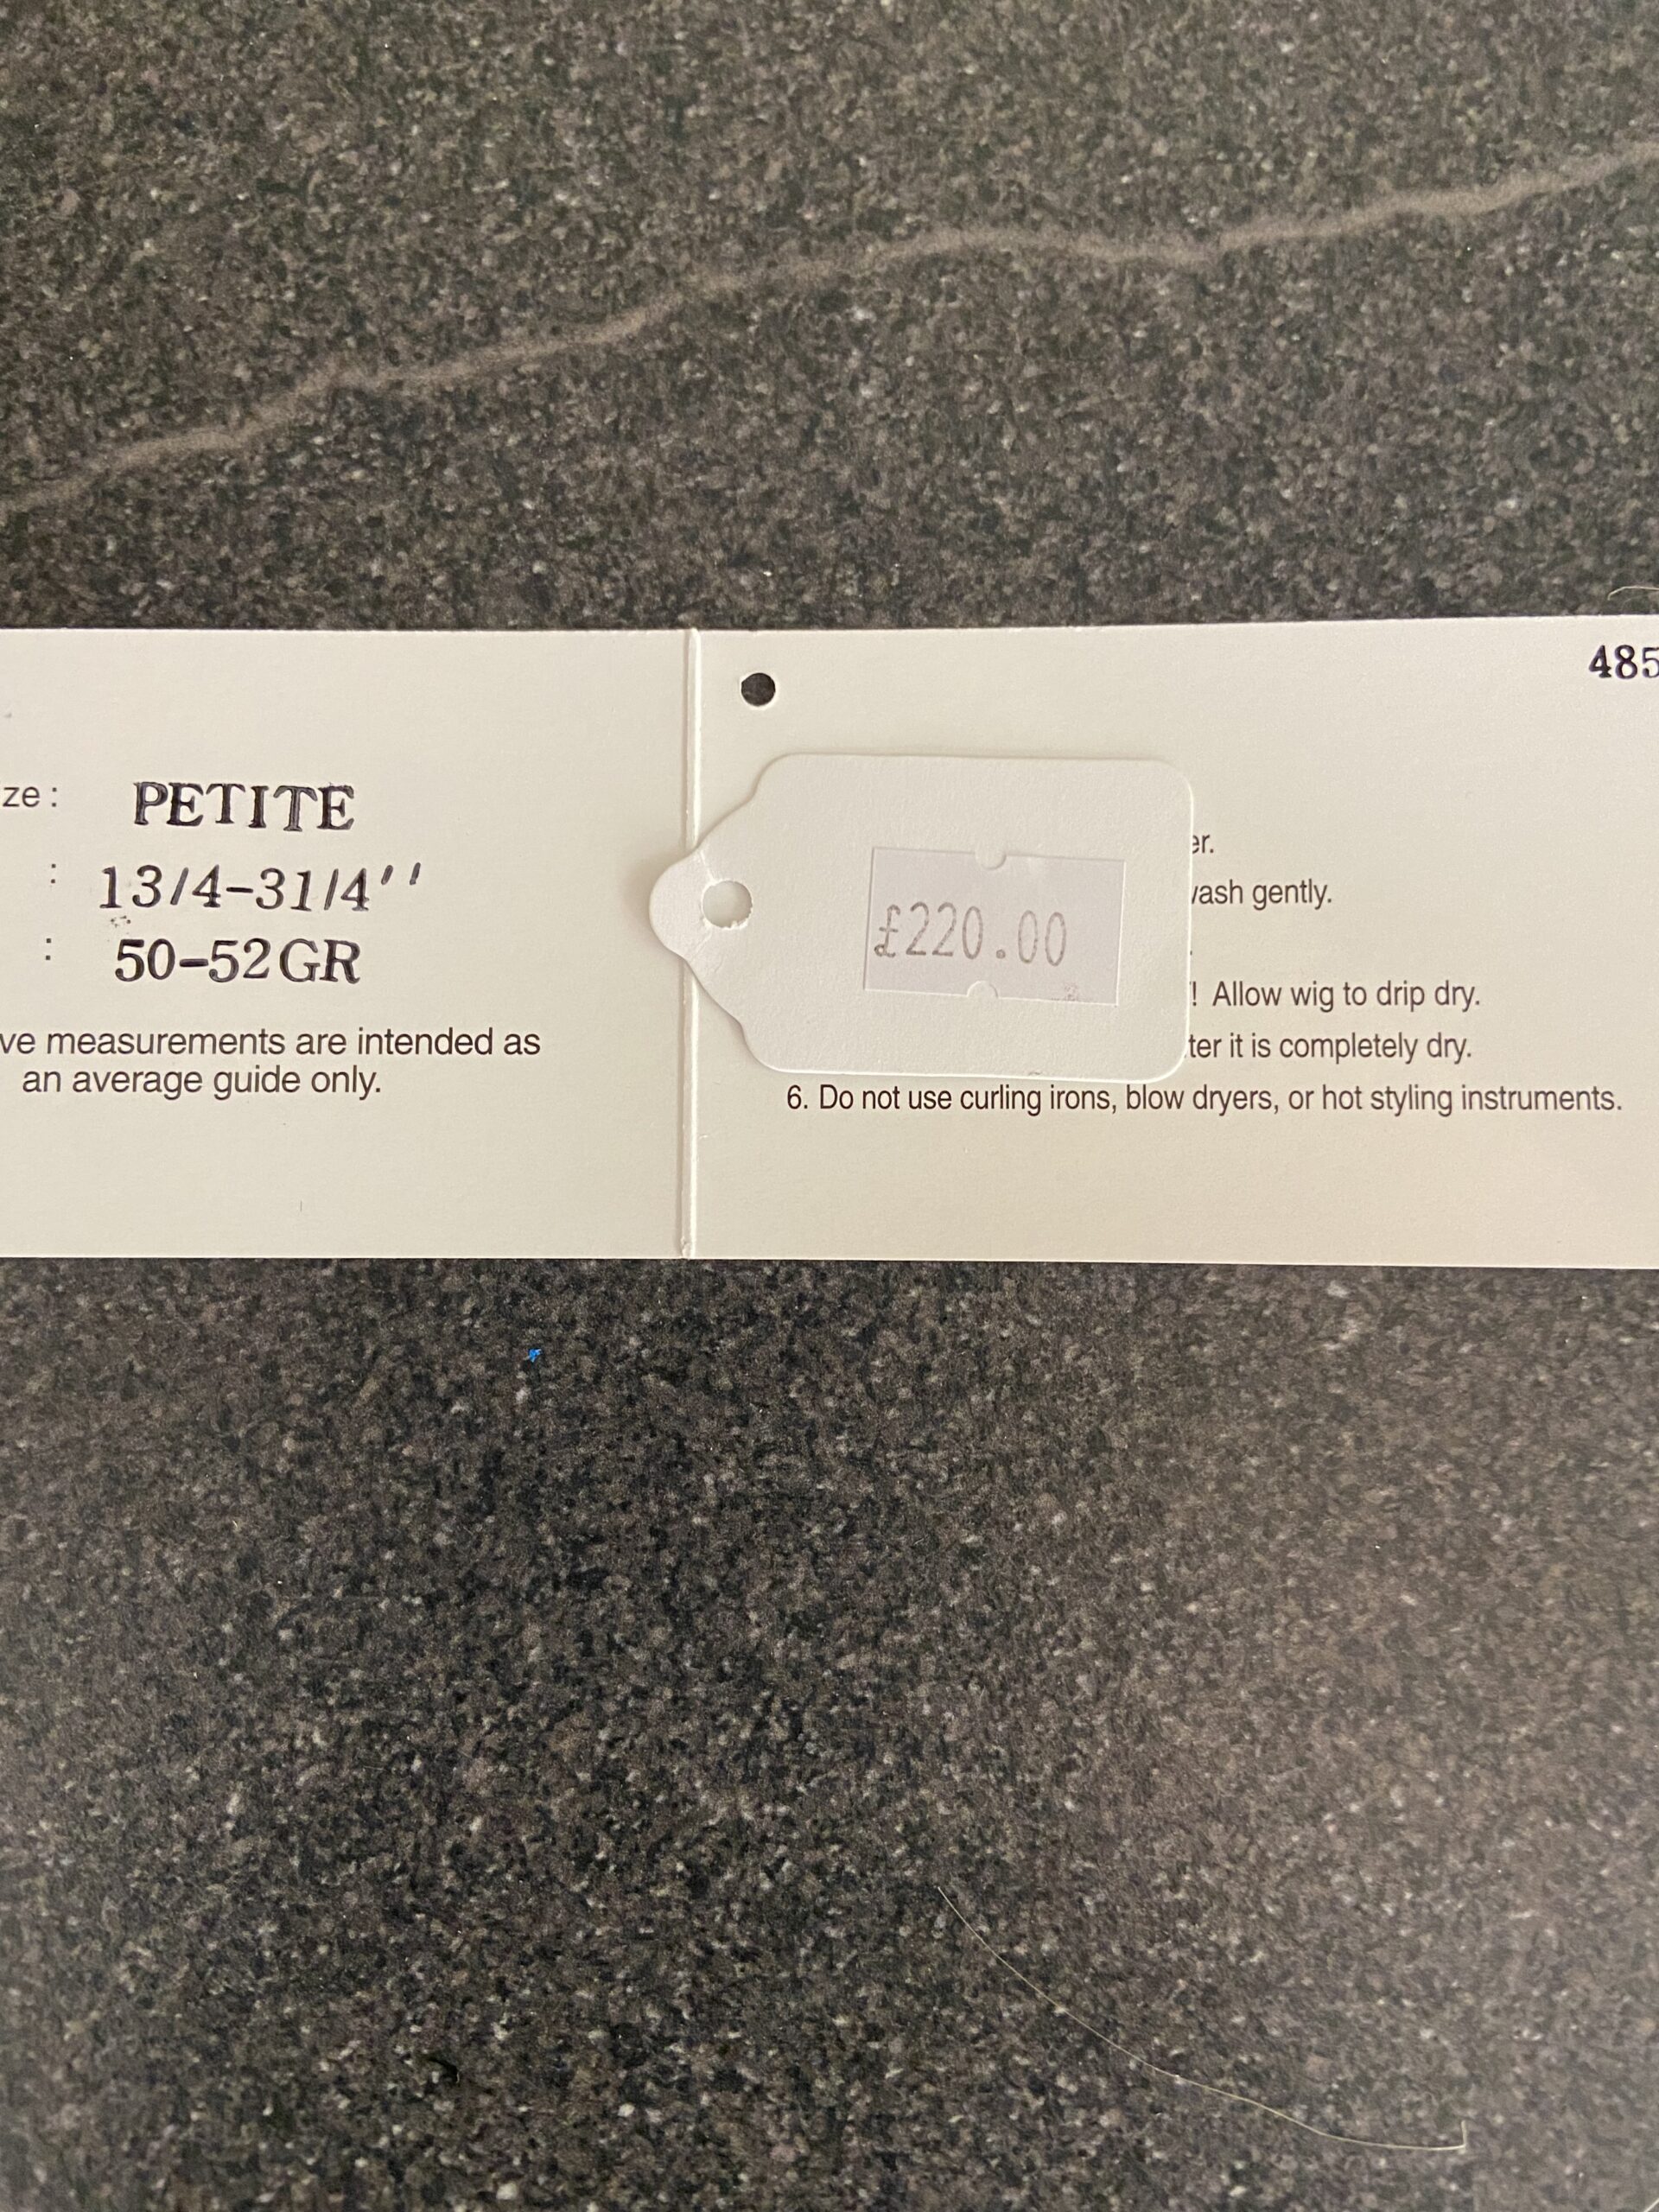 485
ze : PETITE
: 13/4-31/4''
: 50-52GR
ve measurements are intended as
an average guide only.
£220.00
er.
wash gently.
.
! Allow wig to drip dry.
ter it is completely dry.
6. Do not use curling irons, blow dryers, or hot styling instruments.